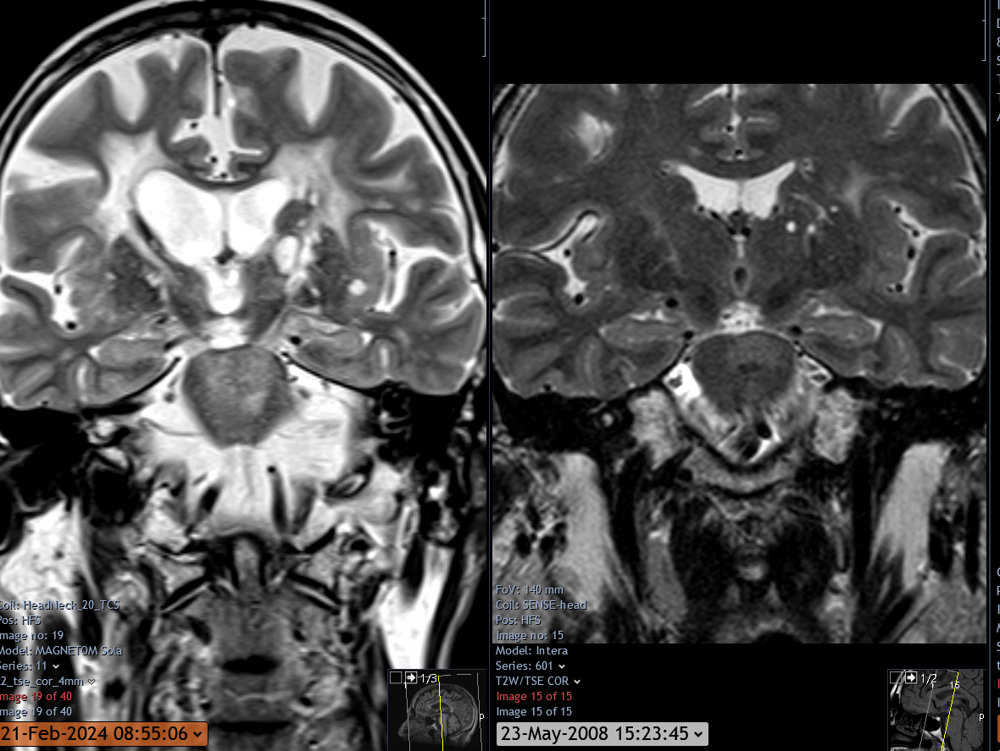 Coil: HeadNeck_20_TCS
Pos: HFS
Image no: 19
Model: MAGNETOM Sola
Series: 11
t2_tse_cor_4mm
Image 19 of 40
Image 19 of 40
21-Feb-2024 08:55:06
1/3
P
FoV: 140 mm
Coil: SENSE-head
Pos: HFS
Image no: 15
Model: Intera
Series: 601
T2W/TSE COR
Image 15 of 15
Image 15 of 15
23-May-2008 15:23:45
1/2
1
15
P